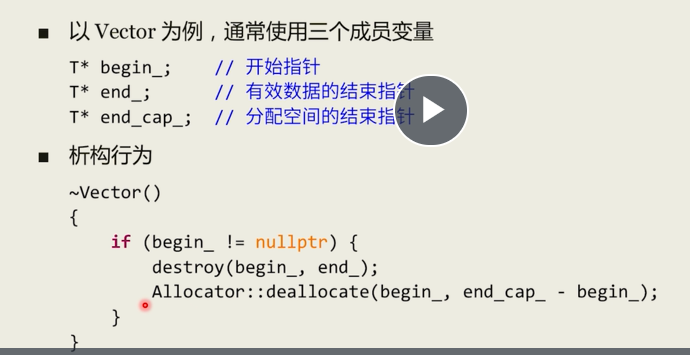 ■ 以 Vector 为例，通常使用三个成员变量
T* begin_; // 开始指针
T* end_; // 有效数据的结束指针
T* end_cap_; // 分配空间的结束指针
■ 析构行为
~Vector()
{
if (begin_ != nullptr) {
destroy(begin_, end_);
Allocator::deallocate(begin_, end_cap_ - begin_);
}
}